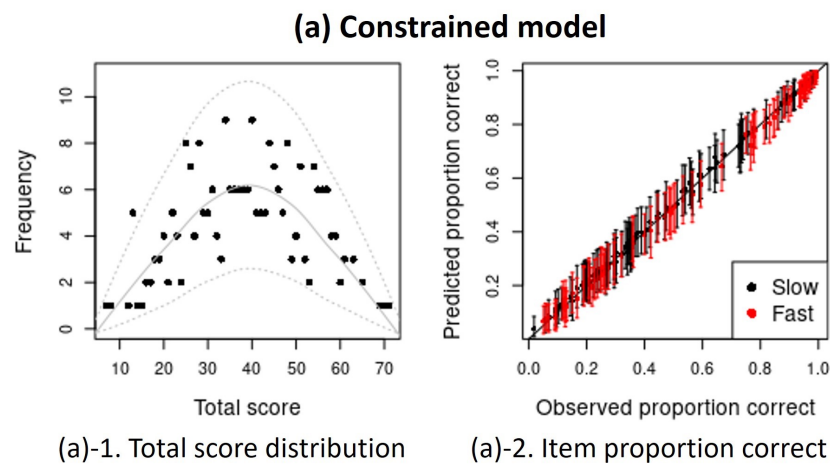 (a) Constrained model
Frequency
0
2
4
6
8
10
10 20 30 40 50 60 70
Total score
(a)-1. Total score distribution
Predicted proportion correct
0.2
0.4
0.6
0.8
1.0
Slow
Fast
0.0 0.2 0.4 0.6 0.8 1.0
Observed proportion correct
(a)-2. Item proportion correct